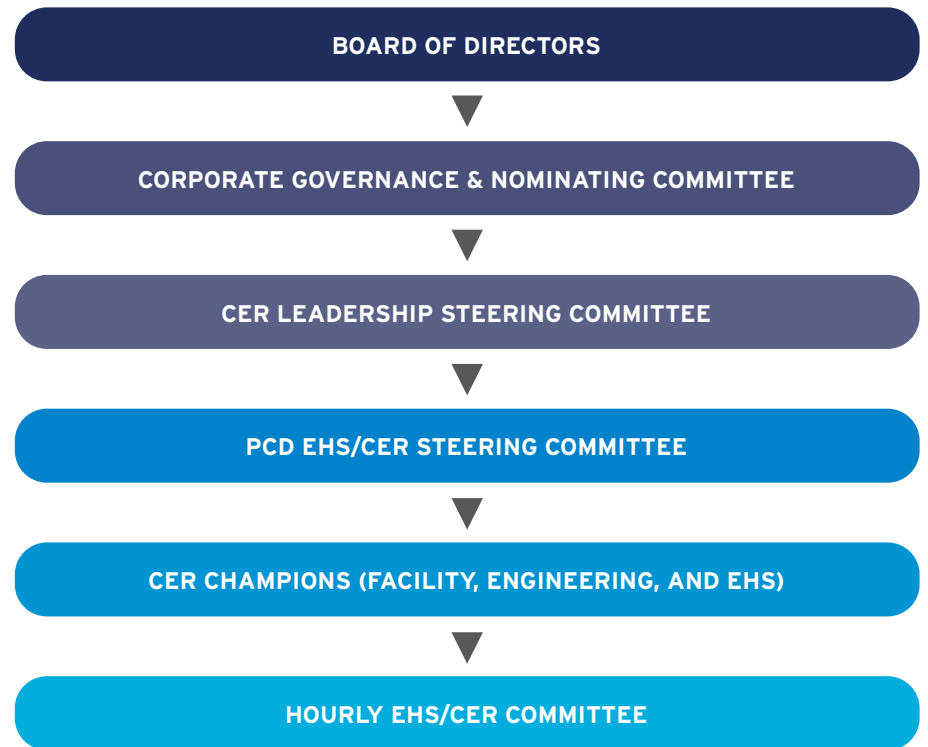 BOARD OF DIRECTORS
CORPORATE GOVERNANCE & NOMINATING COMMITTEE
CER LEADERSHIP STEERING COMMITTEE
PCD EHS/CER STEERING COMMITTEE
CER CHAMPIONS (FACILITY, ENGINEERING, AND EHS)
HOURLY EHS/CER COMMITTEE